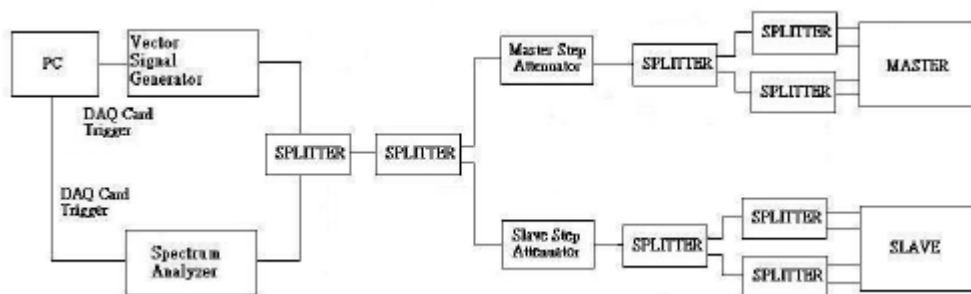 PC
Vector
Signal
Generator
DAQ Card
Trigger
DAQ Card
Trigger
Spectrum
Analyzer
SPLITTER
SPLITTER
Master Step
Attenuator
SPLITTER
SPLITTER
SPLITTER
MASTER
Slave Step
Attenuator
SPLITTER
SPLITTER
SPLITTER
SLAVE